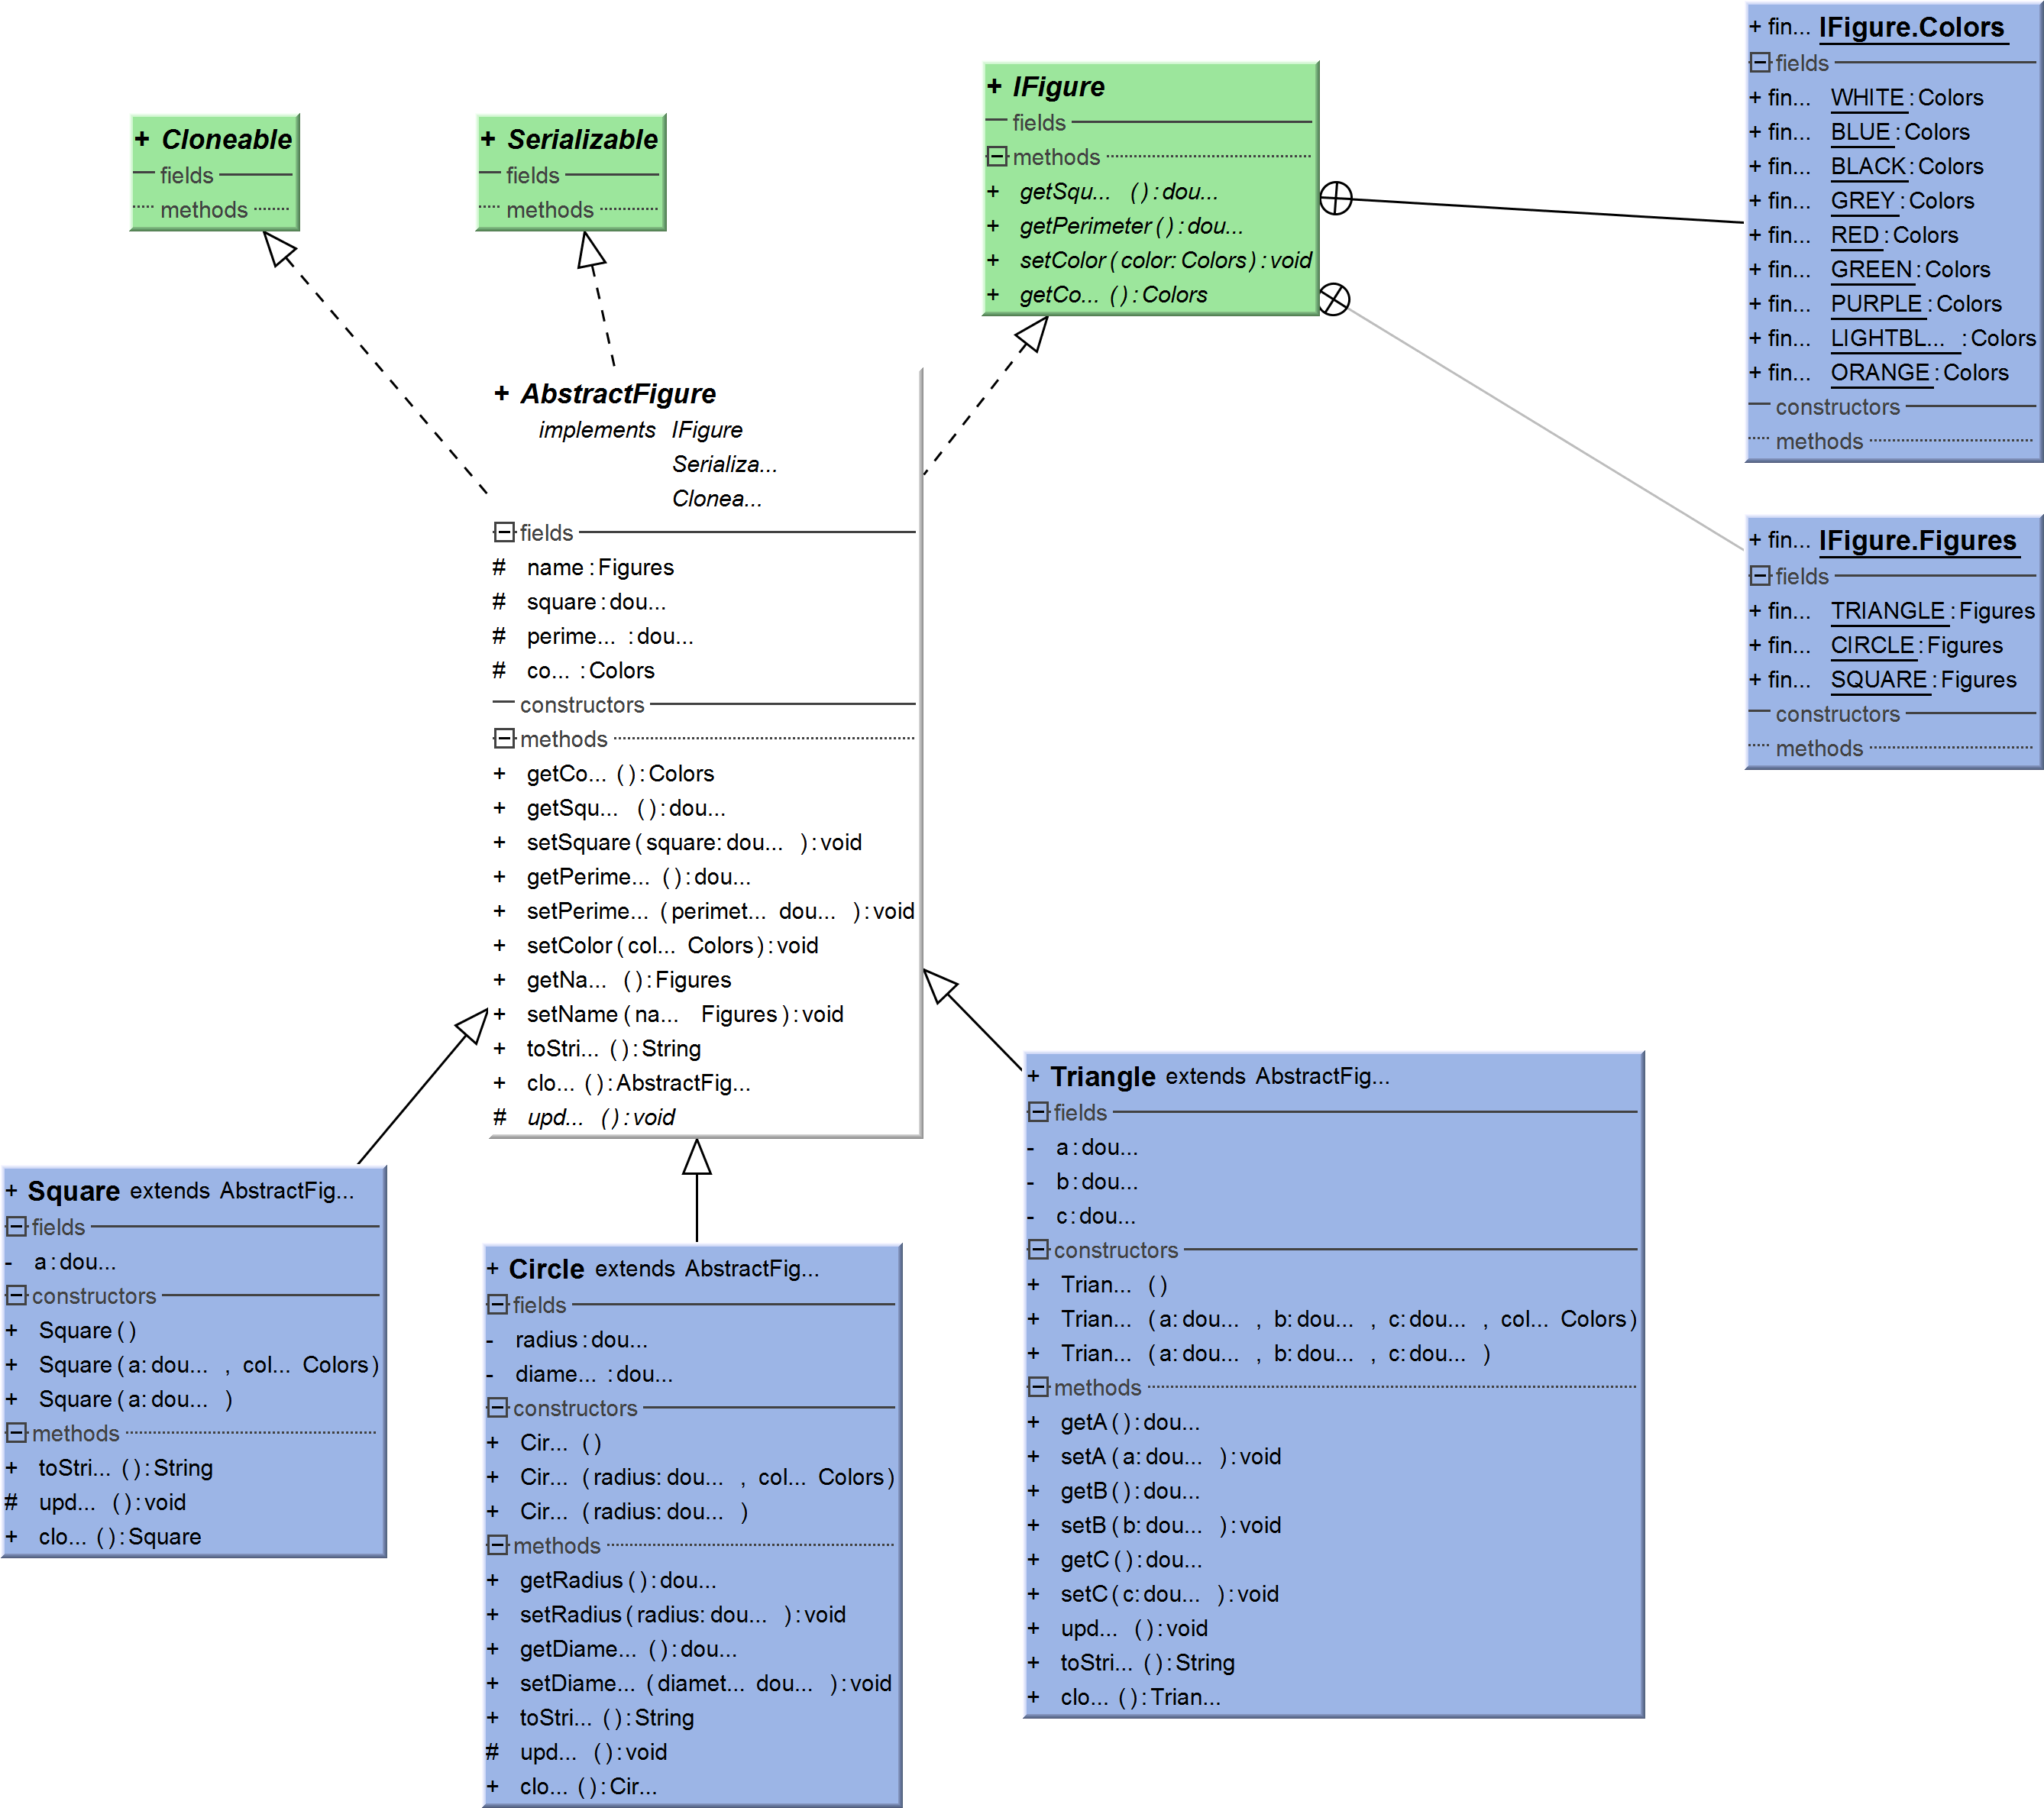 + Cloneable
fields
methods
+ Serializable
fields
methods
+ IFigure
fields
methods
+ getSqu... ():dou...
+ getPerimeter():dou...
+ setColor(color:Colors):void
+ getCo... ():Colors
+ fin... IFigure.Colors
fields
+ fin... WHITE:Colors
+ fin... BLUE:Colors
+ fin... BLACK:Colors
+ fin... GREY:Colors
+ fin... RED:Colors
+ fin... GREEN:Colors
+ fin... PURPLE:Colors
+ fin... LIGHTBL... :Colors
+ fin... ORANGE:Colors
constructors
methods
+ fin... IFigure.Figures
fields
+ fin... TRIANGLE:Figures
+ fin... CIRCLE:Figures
+ fin... SQUARE:Figures
constructors
methods
+ AbstractFigure
implements IFigure
Serializa...
Clonea...
fields
# name:Figures
# square:dou...
# perime... :dou...
# co... :Colors
constructors
methods
+ getCo... ():Colors
+ getSqu... ():dou...
+ setSquare(square:dou... ):void
+ getPerime... ():dou...
+ setPerime... (perimet... dou... ):void
+ setColor(col... Colors):void
+ getNa... ():Figures
+ setName(na... Figures):void
+ toStri... ():String
+ clo... ():AbstractFig...
# upd... ():void
+ Square extends AbstractFig...
fields
- a:dou...
constructors
+ Square()
+ Square(a:dou... , col... Colors)
+ Square(a:dou... )
methods
+ toStri... ():String
# upd... ():void
+ clo... ():Square
+ Circle extends AbstractFig...
fields
- radius:dou...
- diame... :dou...
constructors
+ Cir... ()
+ Cir... (radius:dou... , col... Colors)
+ Cir... (radius:dou... )
methods
+ getRadius():dou...
+ setRadius(radius:dou... ):void
+ getDiame... ():dou...
+ setDiame... (diamet... dou... ):void
+ toStri... ():String
# upd... ():void
+ clo... ():Cir...
+ Triangle extends AbstractFig...
fields
- a:dou...
- b:dou...
- c:dou...
constructors
+ Trian... ()
+ Trian... (a:dou... , b:dou... , c:dou... , col... Colors)
+ Trian... (a:dou... , b:dou... , c:dou... )
methods
+ getA():dou...
+ setA(a:dou... ):void
+ getB():dou...
+ setB(b:dou... ):void
+ getC():dou...
+ setC(c:dou... ):void
+ upd... ():void
+ toStri... ():String
+ clo... ():Trian...